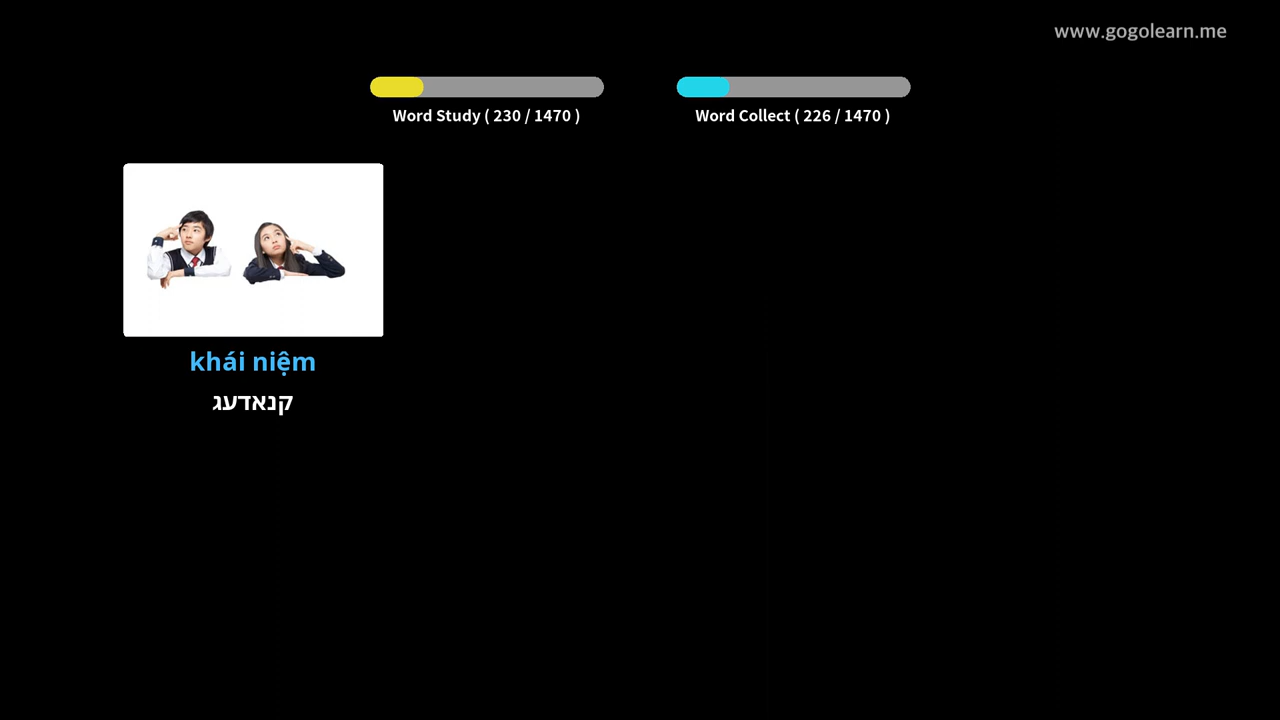 www.gogolearn.me
Word Study ( 230 / 1470 )
Word Collect ( 226 / 1470 )
khái niệm
קנאדעג